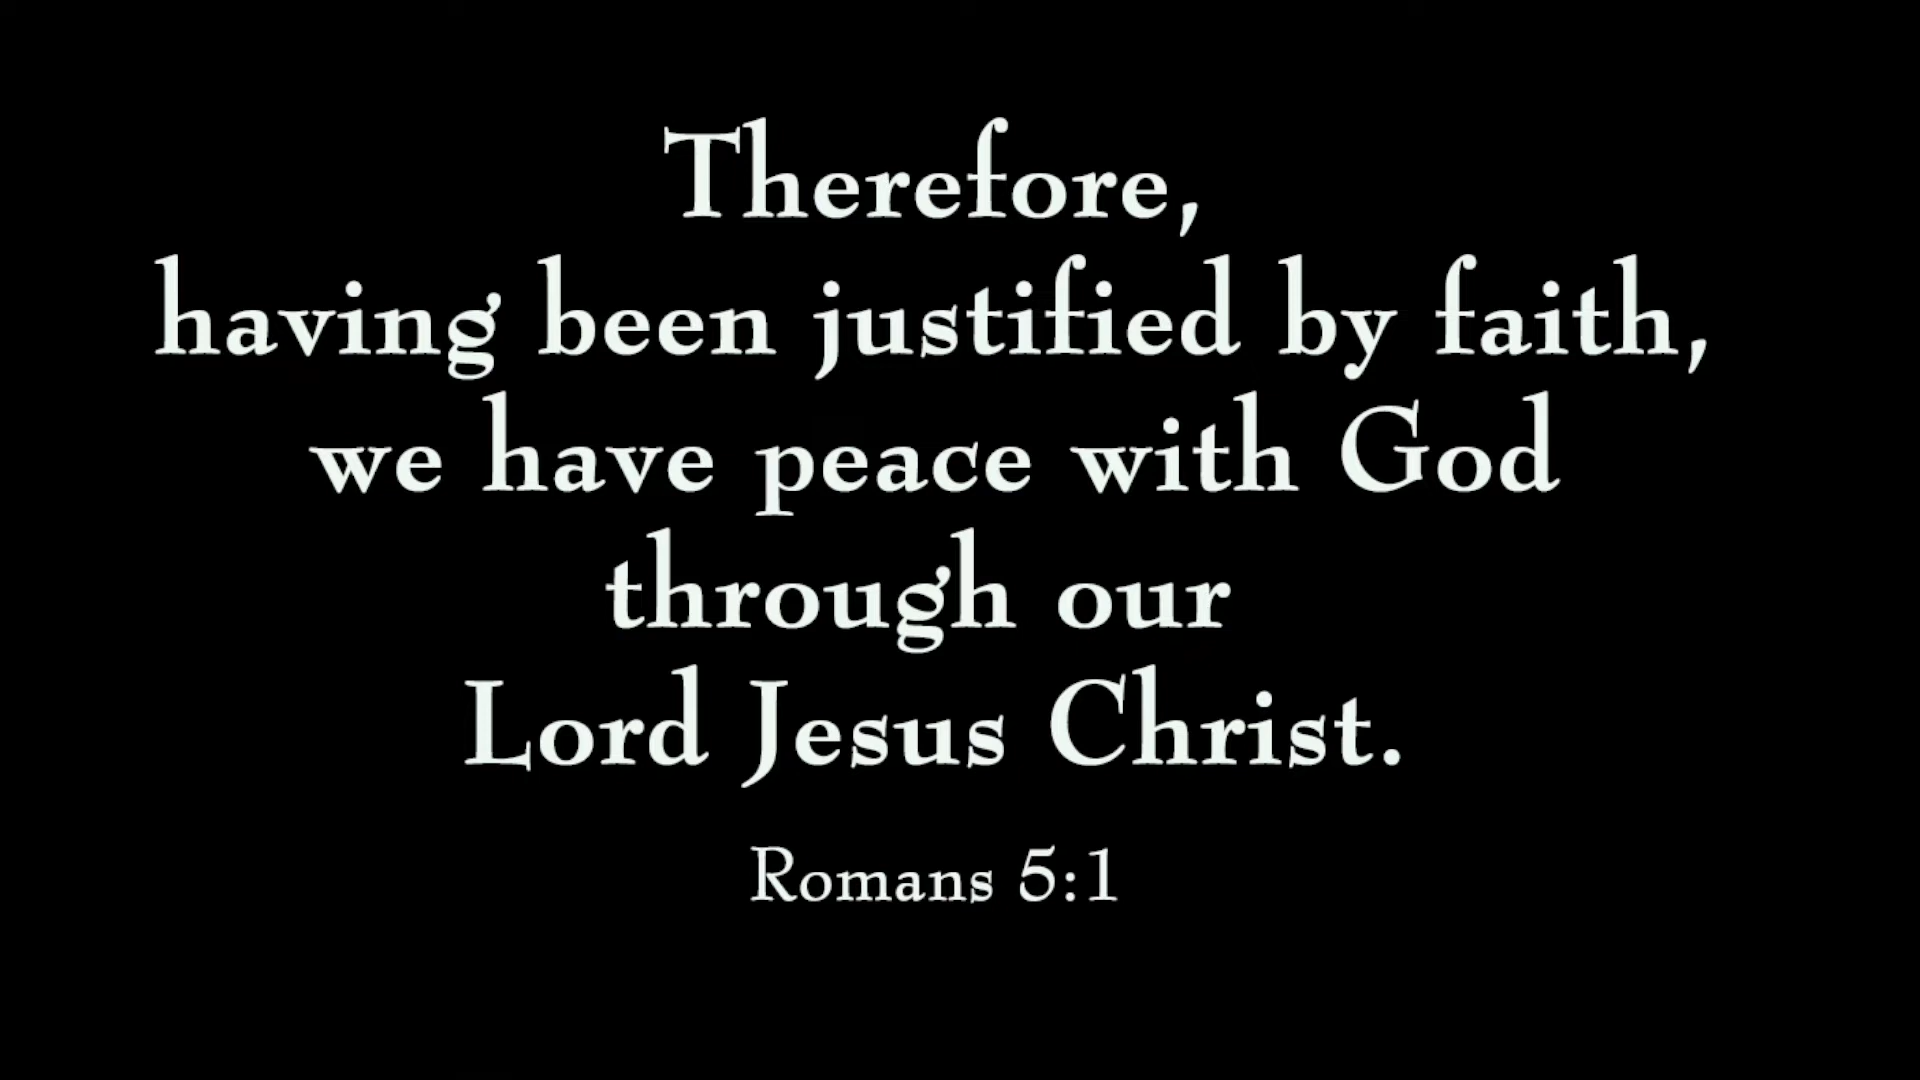 Therefore,
having been justified by faith,
we have peace with God
through our
Lord Jesus Christ.
Romans 5:1